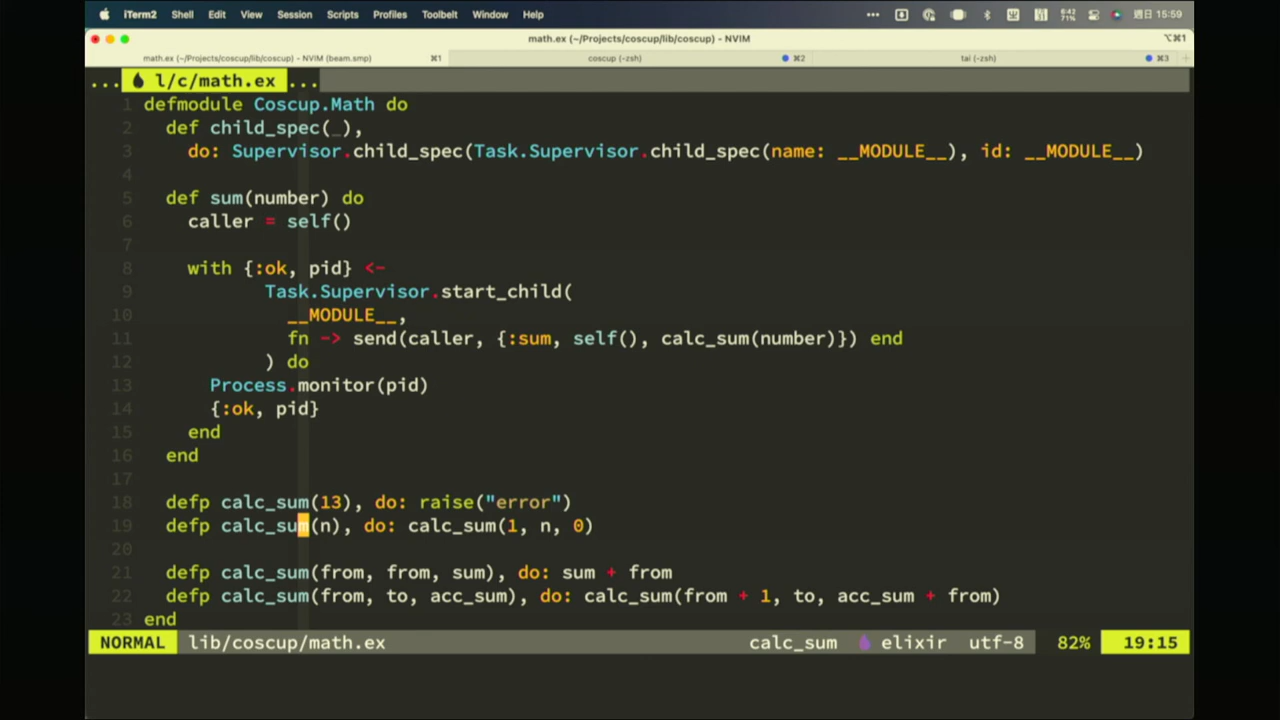 iTerm2 Shell Edit View Session Scripts Profiles Toolbelt Window Help 6:42 71% 週日 15:59
math.ex (~/Projects/coscup/lib/coscup) - NVIM ⌥⌘1
math.ex (~/Projects/coscup/lib/coscup) - NVIM (beam.smp) ⌘1 coscup (-zsh) ⌘2 tai (-zsh) ⌘3
... l/c/math.ex ...
1 defmodule Coscup.Math do
2 def child_spec(_),
3 do: Supervisor.child_spec(Task.Supervisor.child_spec(name: __MODULE__), id: __MODULE__)
4
5 def sum(number) do
6 caller = self()
7
8 with {:ok, pid} <-
9 Task.Supervisor.start_child(
10 __MODULE__,
11 fn -> send(caller, {:sum, self(), calc_sum(number)}) end
12 ) do
13 Process.monitor(pid)
14 {:ok, pid}
15 end
16 end
17
18 defp calc_sum(13), do: raise("error")
19 defp calc_sum(n), do: calc_sum(1, n, 0)
20
21 defp calc_sum(from, from, sum), do: sum + from
22 defp calc_sum(from, to, acc_sum), do: calc_sum(from + 1, to, acc_sum + from)
23 end
NORMAL lib/coscup/math.ex calc_sum elixir utf-8 82% 19:15